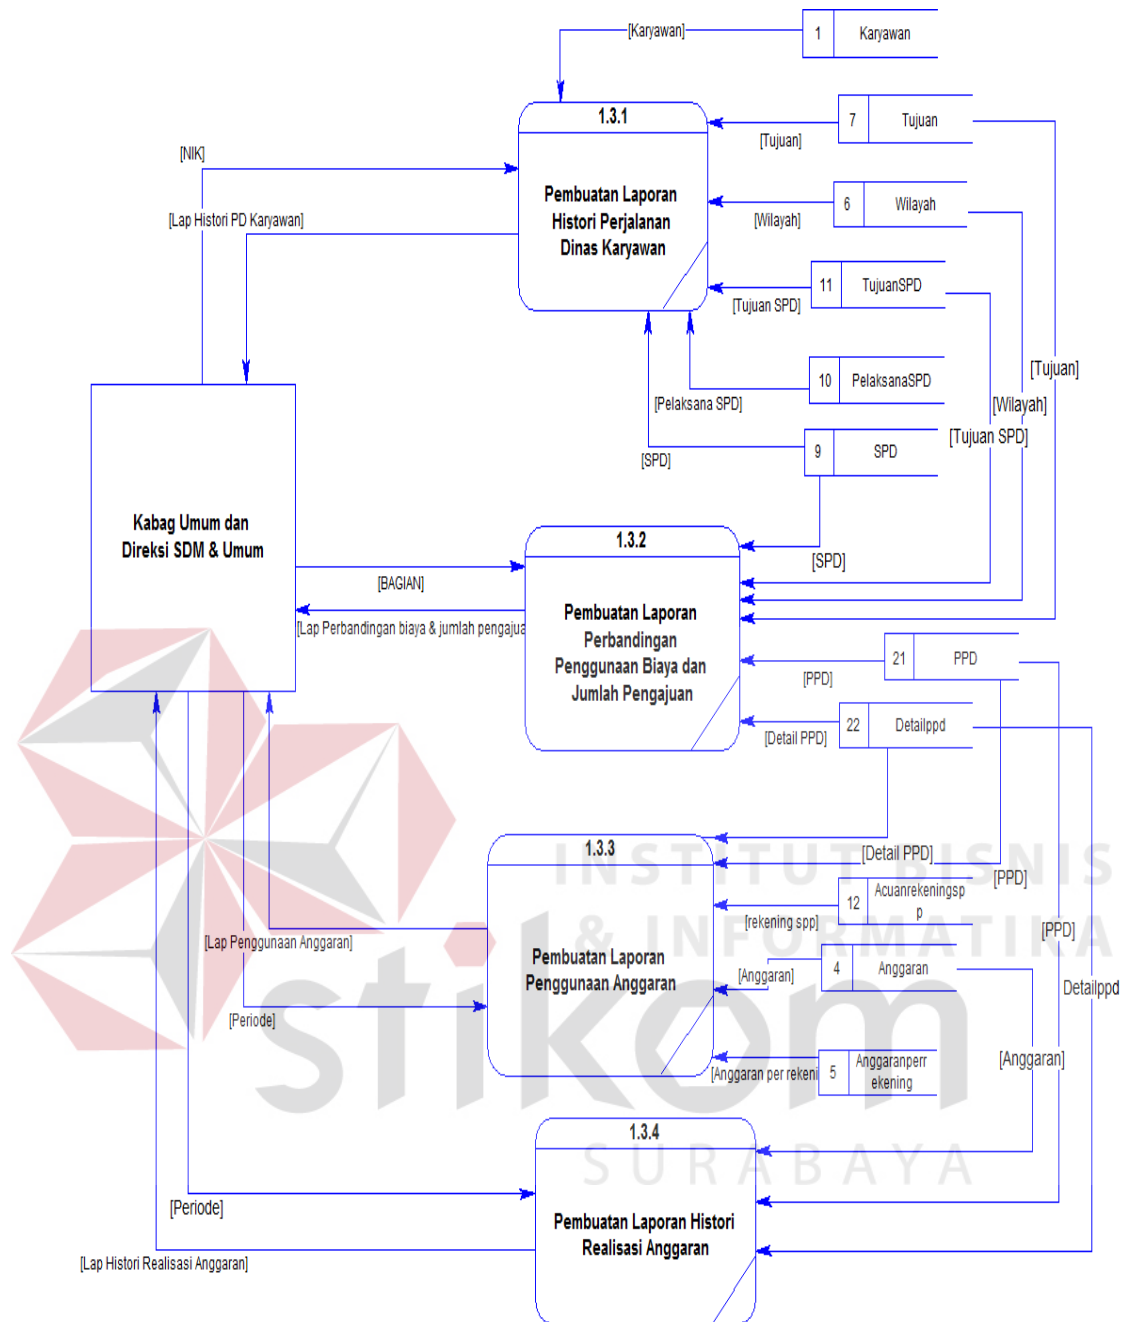 [Karyawan]
1 Karyawan
1.3.1
7 Tujuan
[Tujuan]
[NIK]
Pembuatan Laporan
Histori Perjalanan
Dinas Karyawan
6 Wilayah
[Wilayah]
[Lap Histori PD Karyawan]
11 TujuanSPD
[Tujuan SPD]
[Tujuan]
10 PelaksanaSPD
[Pelaksana SPD]
[Wilayah]
[Tujuan SPD]
9 SPD
[SPD]
Kabag Umum dan
Direksi SDM & Umum
1.3.2
[SPD]
[BAGIAN]
Pembuatan Laporan
Perbandingan
Penggunaan Biaya dan
Jumlah Pengajuan
[Lap Perbandingan biaya & jumlah pengajua
21 PPD
[PPD]
22 Detailppd
[Detail PPD]
1.3.3
[Detail PPD]
[PPD]
INSTITUT BISNIS
& INFORMATIKA
12 Acuanrekeningsp
p
[rekening spp]
[PPD]
[Lap Penggunaan Anggaran]
Pembuatan Laporan
Penggunaan Anggaran
4 Anggaran
[Anggaran]
Detailppd
stikom
[Periode]
[Anggaran]
5 Anggaranperr
ekening
[Anggaran per rekeni
1.3.4
SURABAYA
[Periode]
Pembuatan Laporan Histori
Realisasi Anggaran
[Lap Histori Realisasi Anggaran]